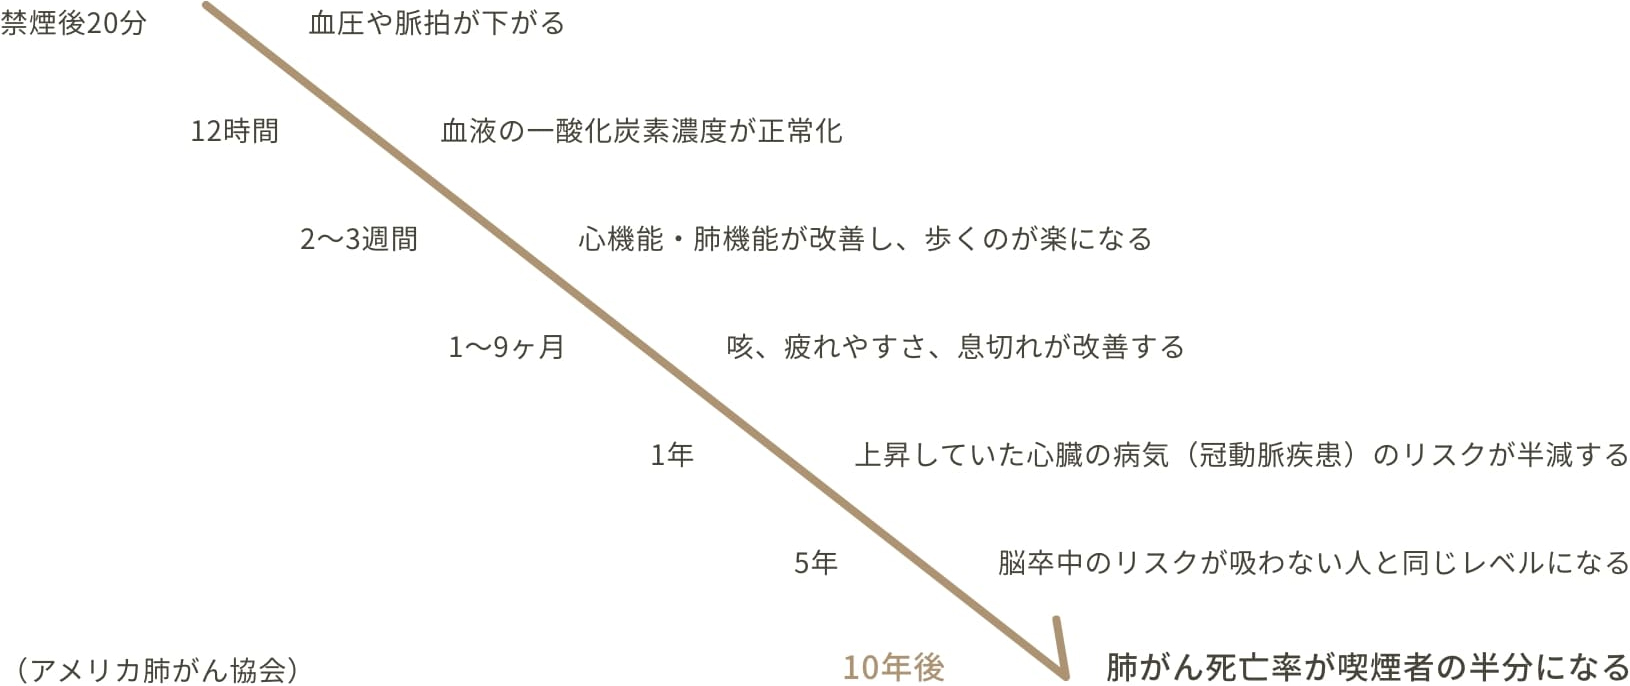 禁煙後20分 血圧や脈拍が下がる
12時間 血液の一酸化炭素濃度が正常化
2〜3週間 心機能・肺機能が改善し、歩くのが楽になる
1〜9ヶ月 咳、疲れやすさ、息切れが改善する
1年 上昇していた心臓の病気（冠動脈疾患）のリスクが半減する
5年 脳卒中のリスクが吸わない人と同じレベルになる
10年後 肺がん死亡率が喫煙者の半分になる
（アメリカ肺がん協会）